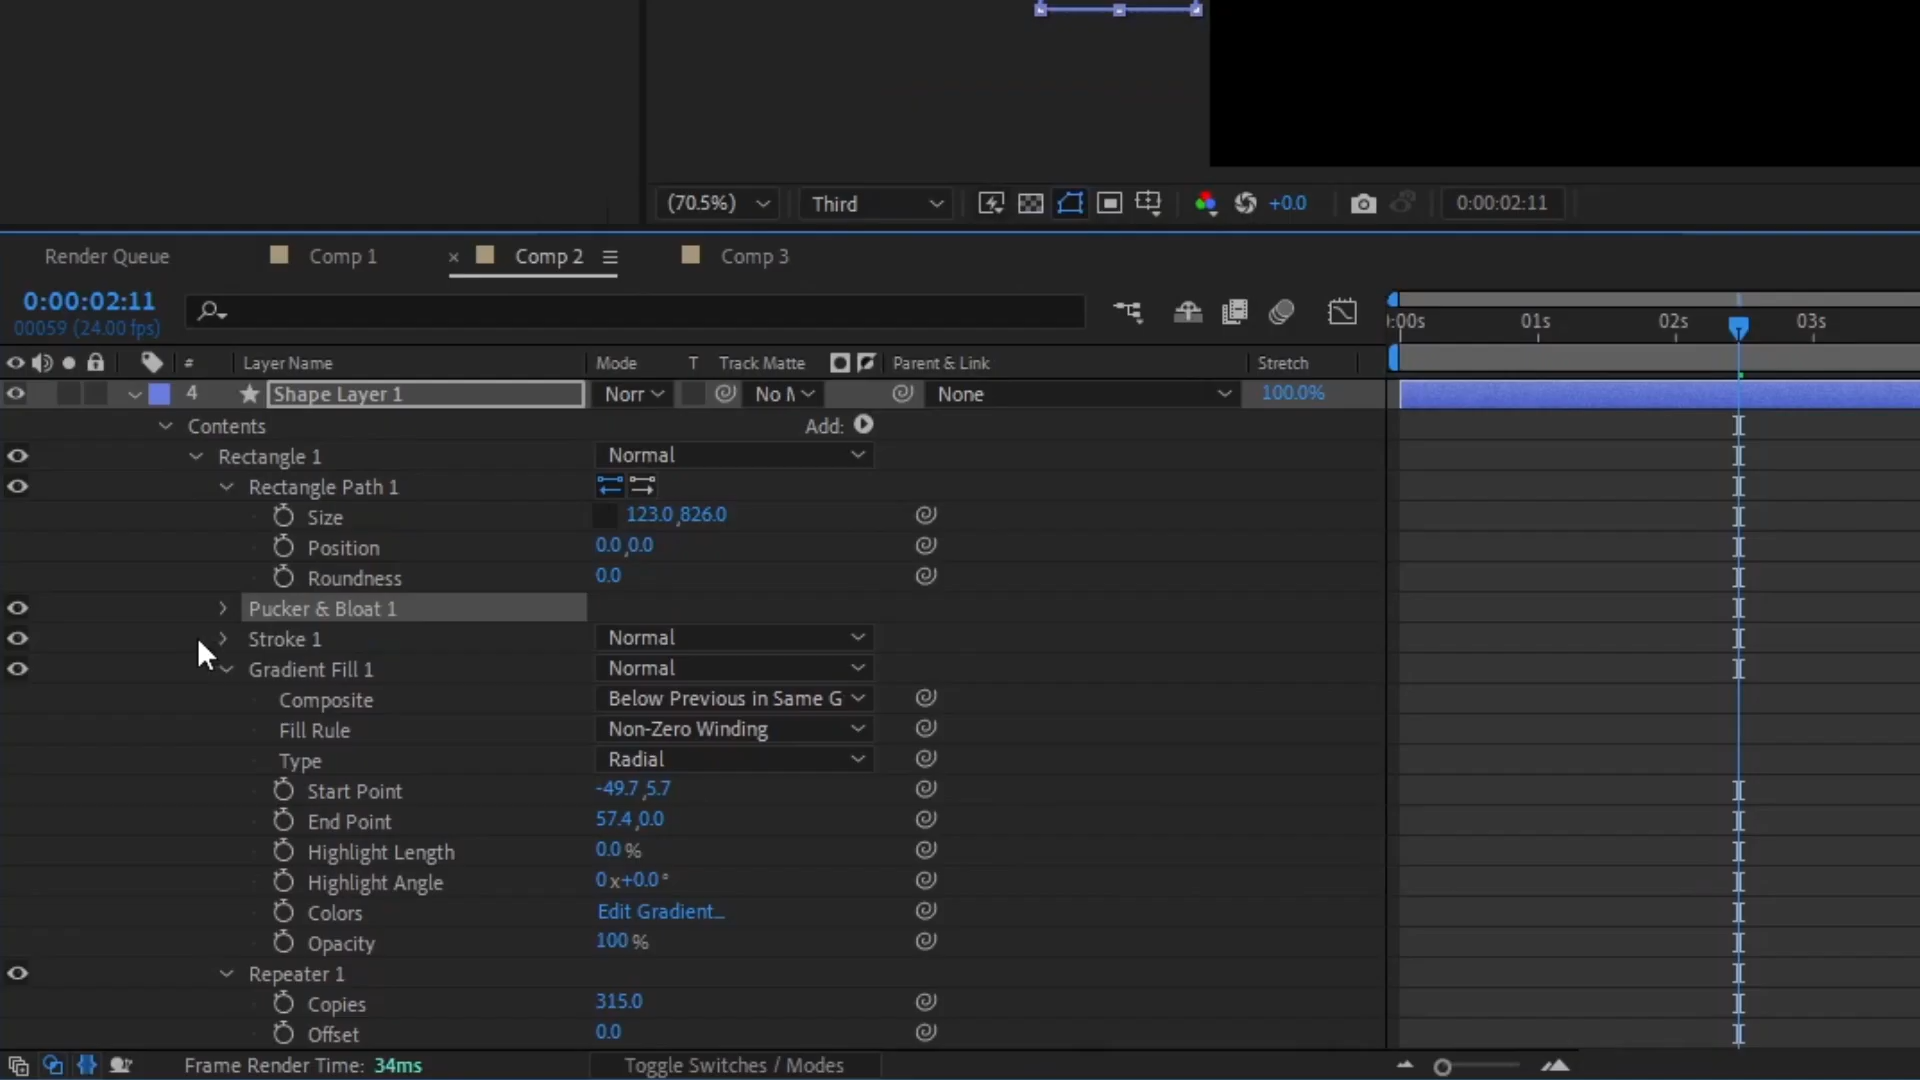 (70.5%) Third +0.0 0:00:02:11
Render Queue Comp 1 × Comp 2 Comp 3
0:00:02:11
00059 (24.00 fps)
:00s 01s 02s 03s
# Layer Name Mode T Track Matte Parent & Link Stretch
4 Shape Layer 1 Norr No M None 100.0%
Contents Add:
Rectangle 1 Normal
Rectangle Path 1
Size 123.0,826.0
Position 0.0,0.0
Roundness 0.0
Pucker & Bloat 1
Stroke 1 Normal
Gradient Fill 1 Normal
Composite Below Previous in Same G
Fill Rule Non-Zero Winding
Type Radial
Start Point -49.7,5.7
End Point 57.4,0.0
Highlight Length 0.0 %
Highlight Angle 0x+0.0°
Colors Edit Gradient...
Opacity 100 %
Repeater 1
Copies 315.0
Offset 0.0
Frame Render Time: 34ms Toggle Switches / Modes